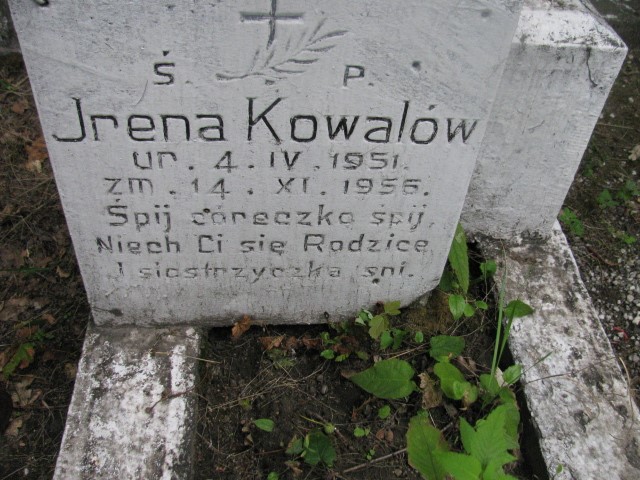 Ś. P.
Jrena Kowalów
ur. 4. IV. 1951.
zm. 14. XI. 1956.
Śpij córeczko śpij,
Niech Ci się Rodzice
i siostrzyczka śni.